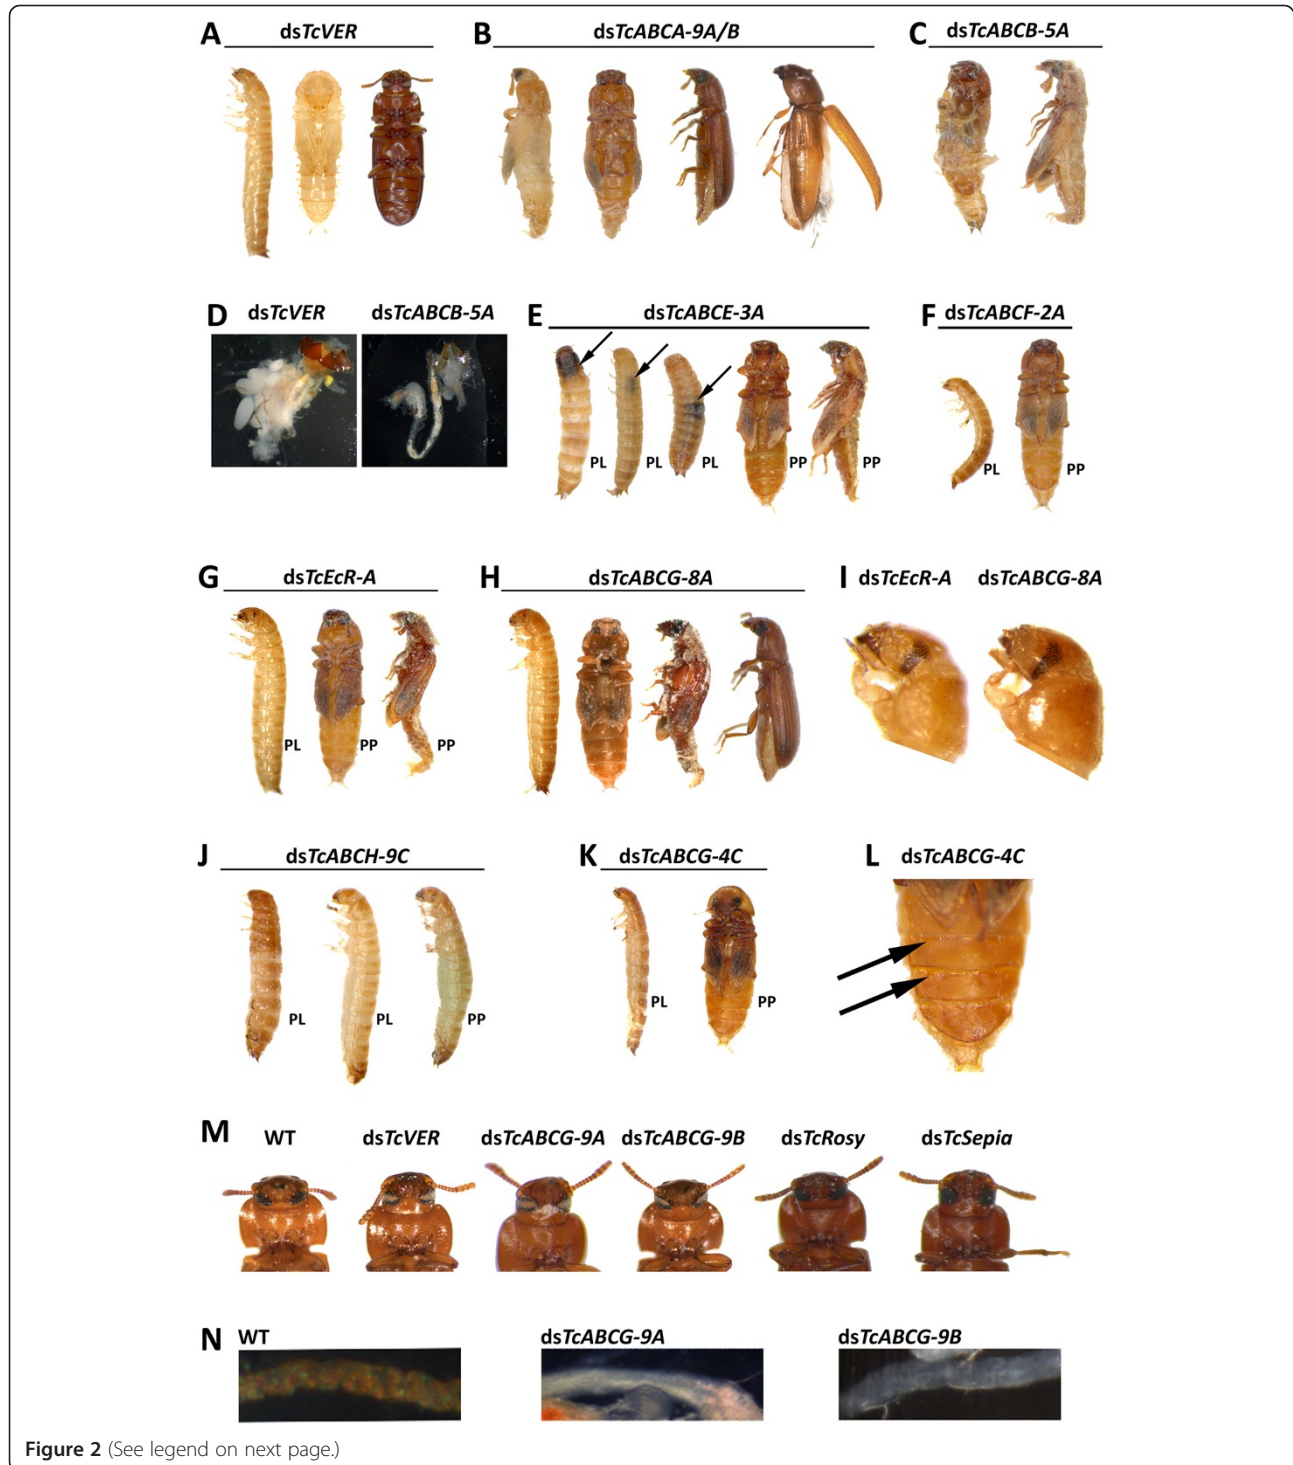 A dsTcVER B dsTcABCA-9A/B C dsTcABCB-5A
D dsTcVER dsTcABCB-5A E dsTcABCE-3A F dsTcABCF-2A
PL PL PL PP PP PL PP
G dsTcEcR-A H dsTcABCG-8A I dsTcEcR-A dsTcABCG-8A
PL PP PP PL PP
J dsTcABCH-9C K dsTcABCG-4C L dsTcABCG-4C
PL PL PP PL PP
M WT dsTcVER dsTcABCG-9A dsTcABCG-9B dsTcRosy dsTcSepia
N WT dsTcABCG-9A dsTcABCG-9B
Figure 2 (See legend on next page.)